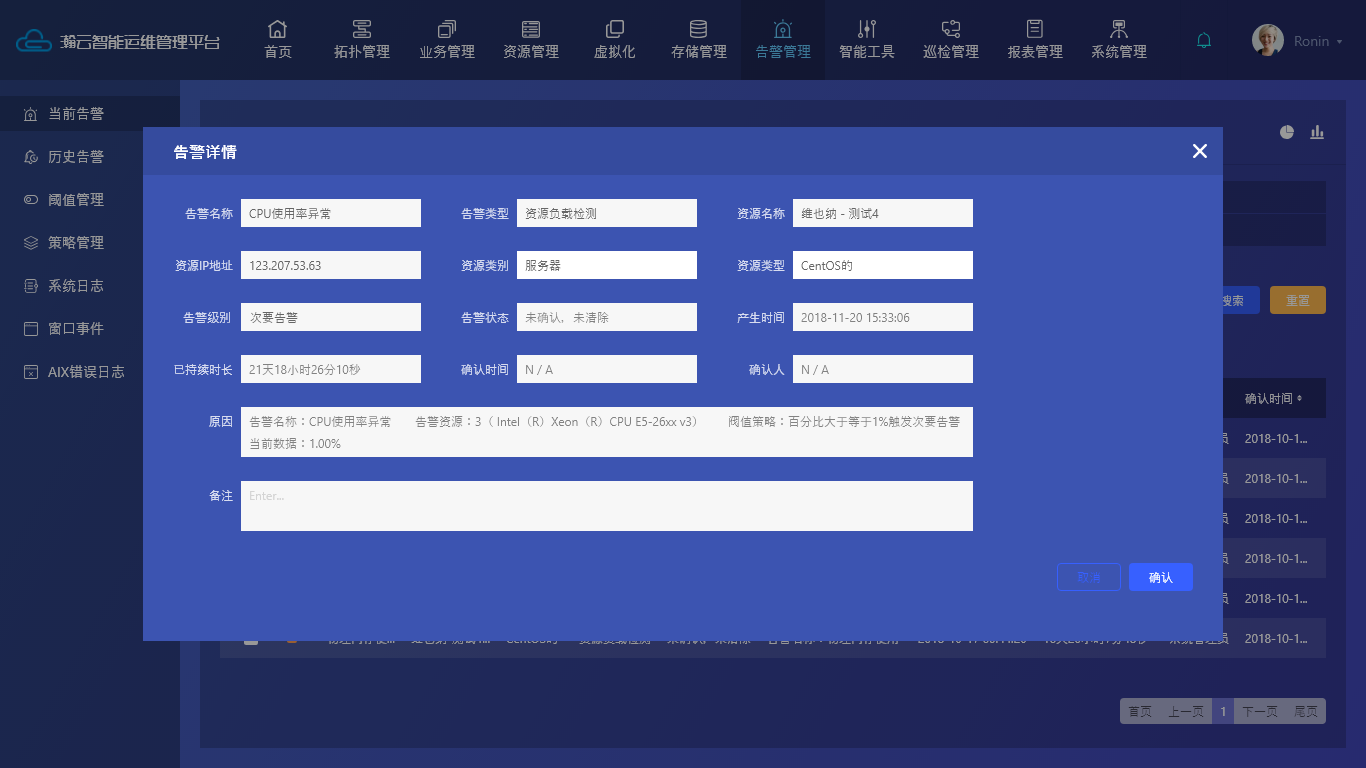 瀚云智能运维管理平台
首页 拓扑管理 业务管理 资源管理 虚拟化 存储管理 告警管理 智能工具 巡检管理 报表管理 系统管理 Ronin
当前告警
历史告警
阈值管理
策略管理
系统日志
窗口事件
AIX错误日志
告警详情
告警名称 CPU使用率异常 告警类型 资源负载检测 资源名称 维也纳 - 测试4
资源IP地址 123.207.53.63 资源类别 服务器 资源类型 CentOS的
告警级别 次要告警 告警状态 未确认，未清除 产生时间 2018-11-20 15:33:06
已持续时长 21天18小时26分10秒 确认时间 N / A 确认人 N / A
原因 告警名称：CPU使用率异常 告警资源：3（ Intel（R）Xeon（R）CPU E5-26xx v3） 阀值策略：百分比大于等于1%触发次要告警
当前数据：1.00%
备注 Enter...
取消 确认
搜索 重置
确认时间
员 2018-10-1...
员 2018-10-1...
员 2018-10-1...
员 2018-10-1...
员 2018-10-1...
2018-10-1...
首页 上一页 1 下一页 尾页